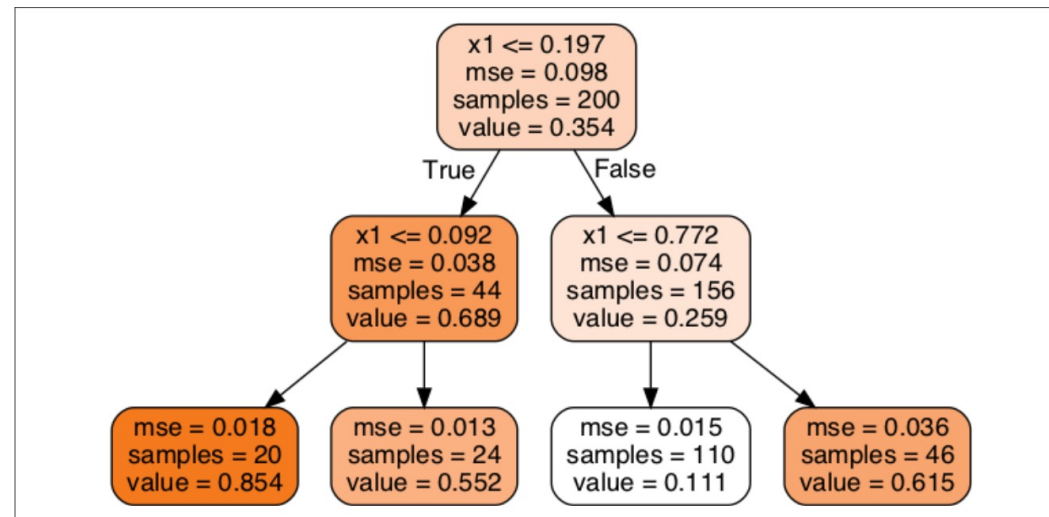 x1 <= 0.197
mse = 0.098
samples = 200
value = 0.354
True
False
x1 <= 0.092
mse = 0.038
samples = 44
value = 0.689
x1 <= 0.772
mse = 0.074
samples = 156
value = 0.259
mse = 0.018
samples = 20
value = 0.854
mse = 0.013
samples = 24
value = 0.552
mse = 0.015
samples = 110
value = 0.111
mse = 0.036
samples = 46
value = 0.615